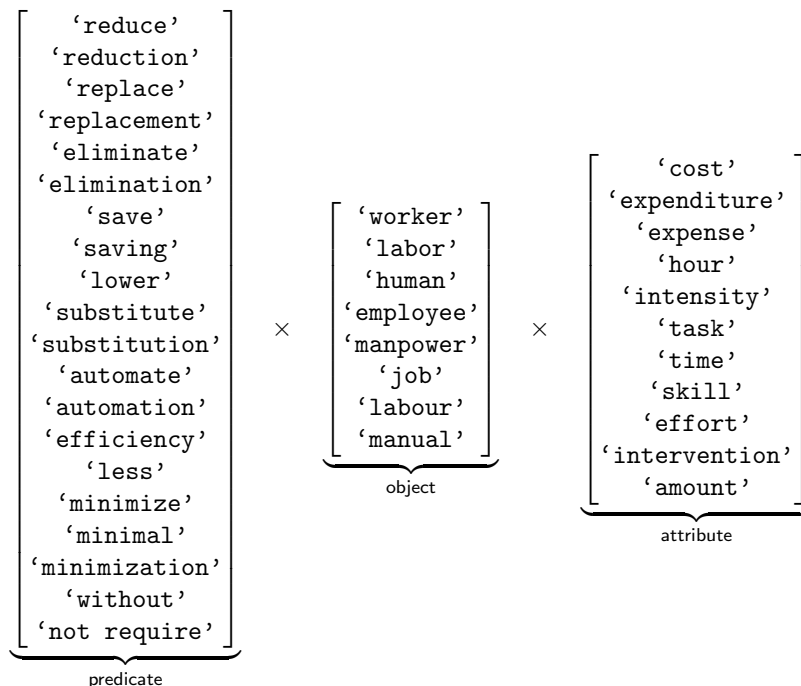 ‘reduce’
‘reduction’
‘replace’
‘replacement’
‘eliminate’
‘elimination’
‘save’
‘saving’
‘lower’
‘substitute’
‘substitution’
‘automate’
‘automation’
‘efficiency’
‘less’
‘minimize’
‘minimal’
‘minimization’
‘without’
‘not require’
predicate
×
‘worker’
‘labor’
‘human’
‘employee’
‘manpower’
‘job’
‘labour’
‘manual’
object
×
‘cost’
‘expenditure’
‘expense’
‘hour’
‘intensity’
‘task’
‘time’
‘skill’
‘effort’
‘intervention’
‘amount’
attribute